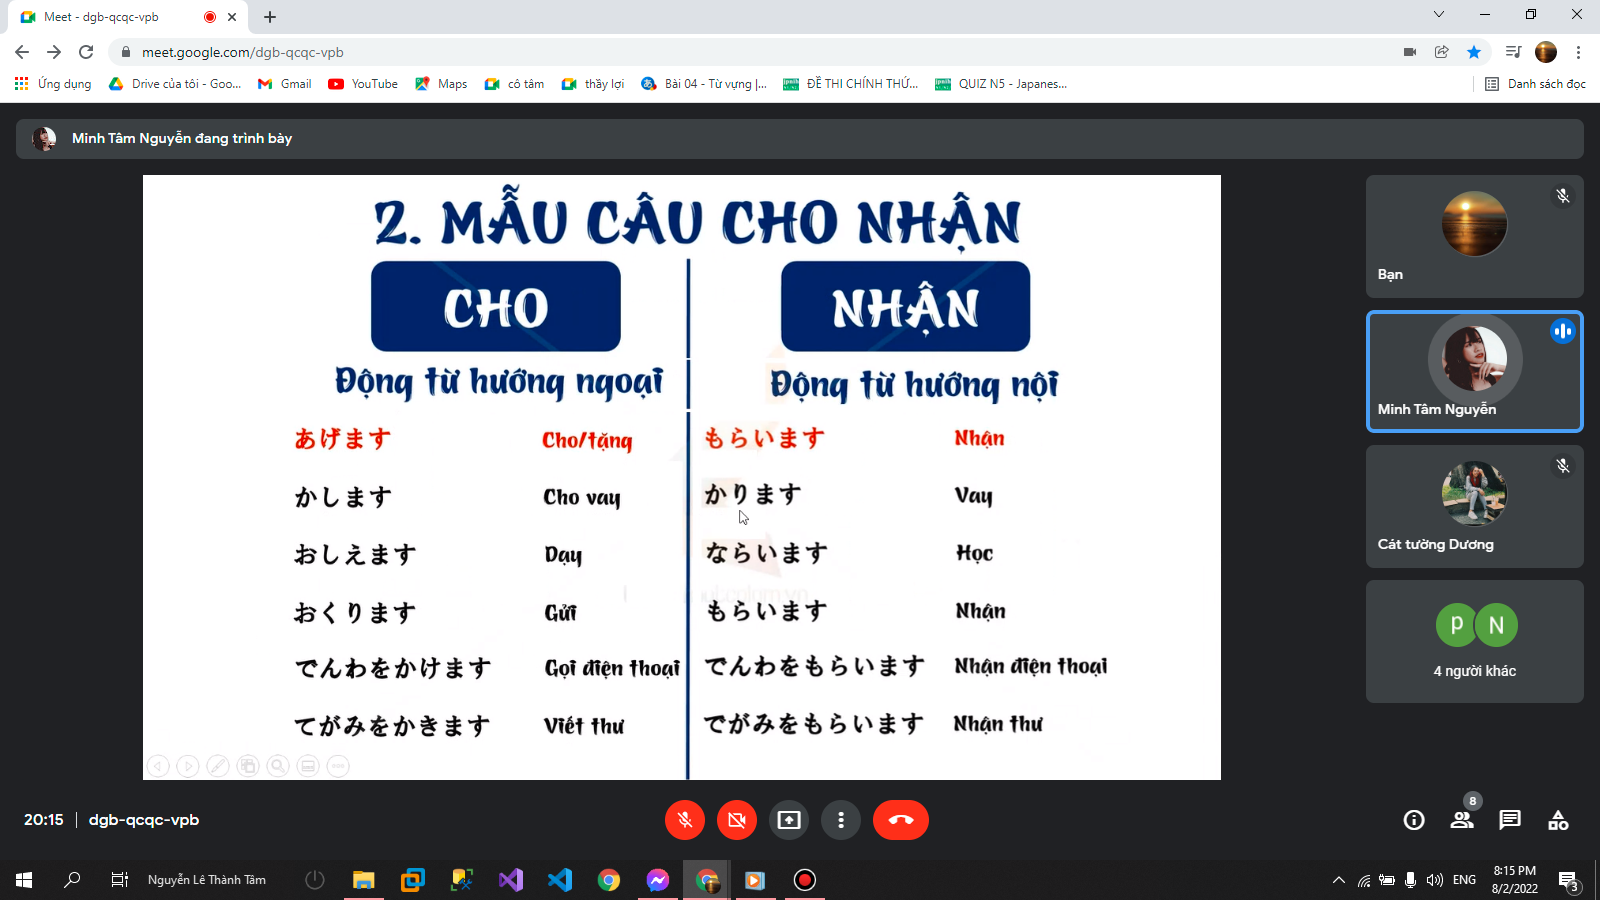 Meet - dgb-qcqc-vpb
meet.google.com/dgb-qcqc-vpb
Ứng dụng
Drive của tôi - Goo...
Gmail
YouTube
Maps
cô tâm
thầy lợi
Bài 04 - Từ vựng |...
ĐỀ THI CHÍNH THỨ...
QUIZ N5 - Japanes...
Danh sách đọc
Minh Tâm Nguyễn đang trình bày
2. MẪU CÂU CHO NHẬN
CHO
NHẬN
Động từ hướng ngoại
Động từ hướng nội
あげます Cho/tặng もらいます Nhận
かします Cho vay かります Vay
おしえます Dạy ならいます Học
おくります Gửi もらいます Nhận
でんわをかけます Gọi điện thoại でんわをもらいます Nhận điện thoại
てがみをかきます Viết thư でがみをもらいます Nhận thư
Bạn
Minh Tâm Nguyễn
Cát tường Dương
P N
4 người khác
20:15 | dgb-qcqc-vpb
8
Nguyễn Lê Thành Tâm
ENG
8:15 PM
8/2/2022
3